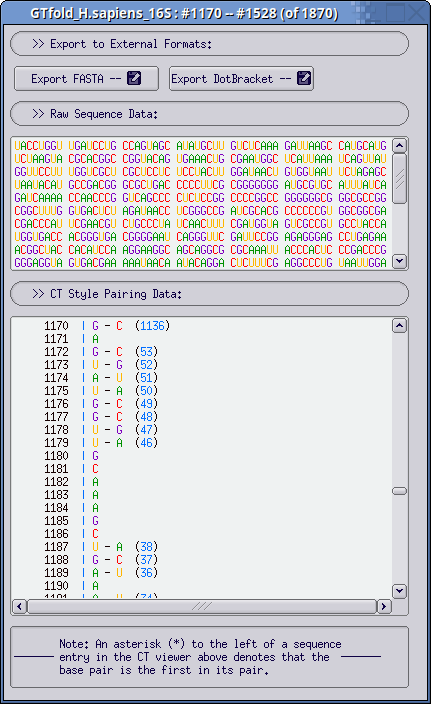 GTfold_H.sapiens_16S : #1170 -- #1528 (of 1870)
>> Export to External Formats:
Export FASTA -- Export DotBracket --
>> Raw Sequence Data:
UACCUGGU UGAUCCUG CCAGUAGC AUAUGCUU GUCUCAAA GAUUAAGC CAUGCAUG
UCUAAGUA CGCACGGC CGGUACAG UGAAACUG CGAAUGGC UCAUUAAA UCAGUUAU
GGUUCCUU UGGUCGCU CGCUCCUC UCCUACUU GGAUAACU GUGGUAAU UCUAGAGC
UAAUACAU GCCGACGG GCGCUGAC CCCCUUCG CGGGGGGG AUGCGUGC AUUUAUCA
GAUCAAAA CCAACCCG GUCAGCCC CUCUCCGG CCCCGGCC GGGGGGCG GGCGCCGG
CGGCUUUG GUGACUCU AGAUAACC UCGGGCCG AUCGCACG CCCCCCGU GGCGGCGA
CGACCCAU UCGAACGU CUGCCCUA UCAACUUU CGAUGGUA GUCGCCGU GCCUACCA
UGGUGACC ACGGGUGA CGGGGAAU CAGGGUUC GAUUCCGG AGAGGGAG CCUGAGAA
ACGGCUAC CACAUCCA AGGAAGGC AGCAGGCG CGCAAAUU ACCCACUC CCGACCCG
GGGAGGUA GUGACGAA AAAUAACA AUACAGGA CUCUUUCG AGGCCCUG UAAUUGGA
>> CT Style Pairing Data:
1170 | G - C (1136)
1171 | A
1172 | G - C (53)
1173 | U - G (52)
1174 | A - U (51)
1175 | U - A (50)
1176 | G - C (49)
1177 | G - C (48)
1178 | U - G (47)
1179 | U - A (46)
1180 | G
1181 | C
1182 | A
1183 | A
1184 | A
1185 | G
1186 | C
1187 | U - A (38)
1188 | G - C (37)
1189 | A - U (36)
1190 | A
1191 | A - U (34)
Note: An asterisk (*) to the left of a sequence
entry in the CT viewer above denotes that the
base pair is the first in its pair.